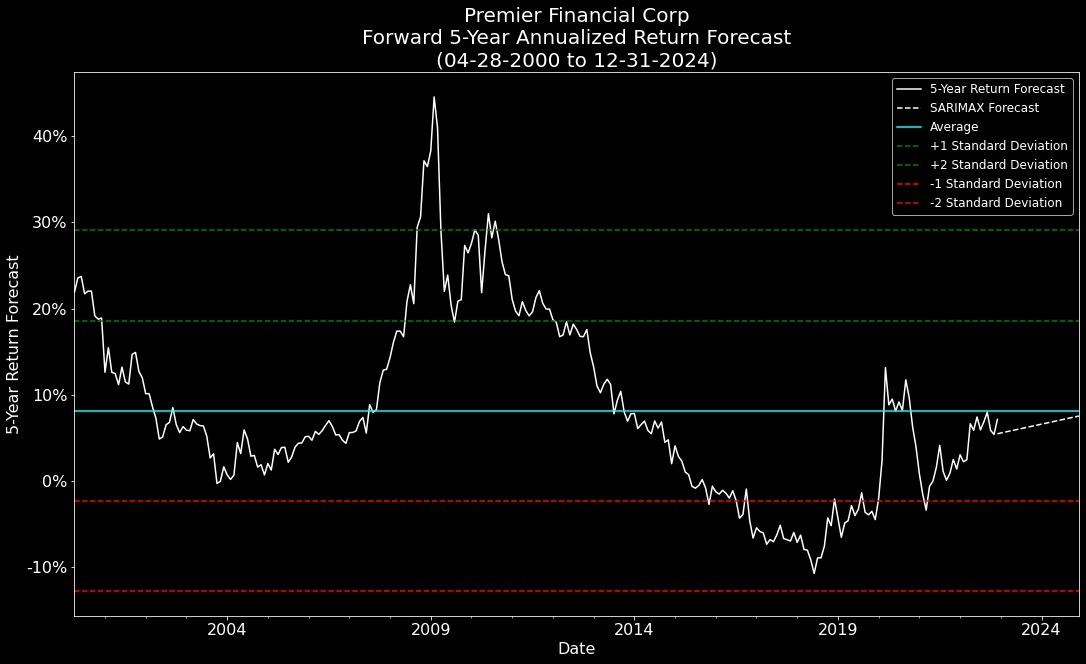 Premier Financial Corp
Forward 5-Year Annualized Return Forecast
(04-28-2000 to 12-31-2024)
5-Year Return Forecast
SARIMAX Forecast
Average
+1 Standard Deviation
+2 Standard Deviation
-1 Standard Deviation
-2 Standard Deviation
5-Year Return Forecast
40%
30%
20%
10%
0%
-10%
2004
2009
2014
2019
2024
Date